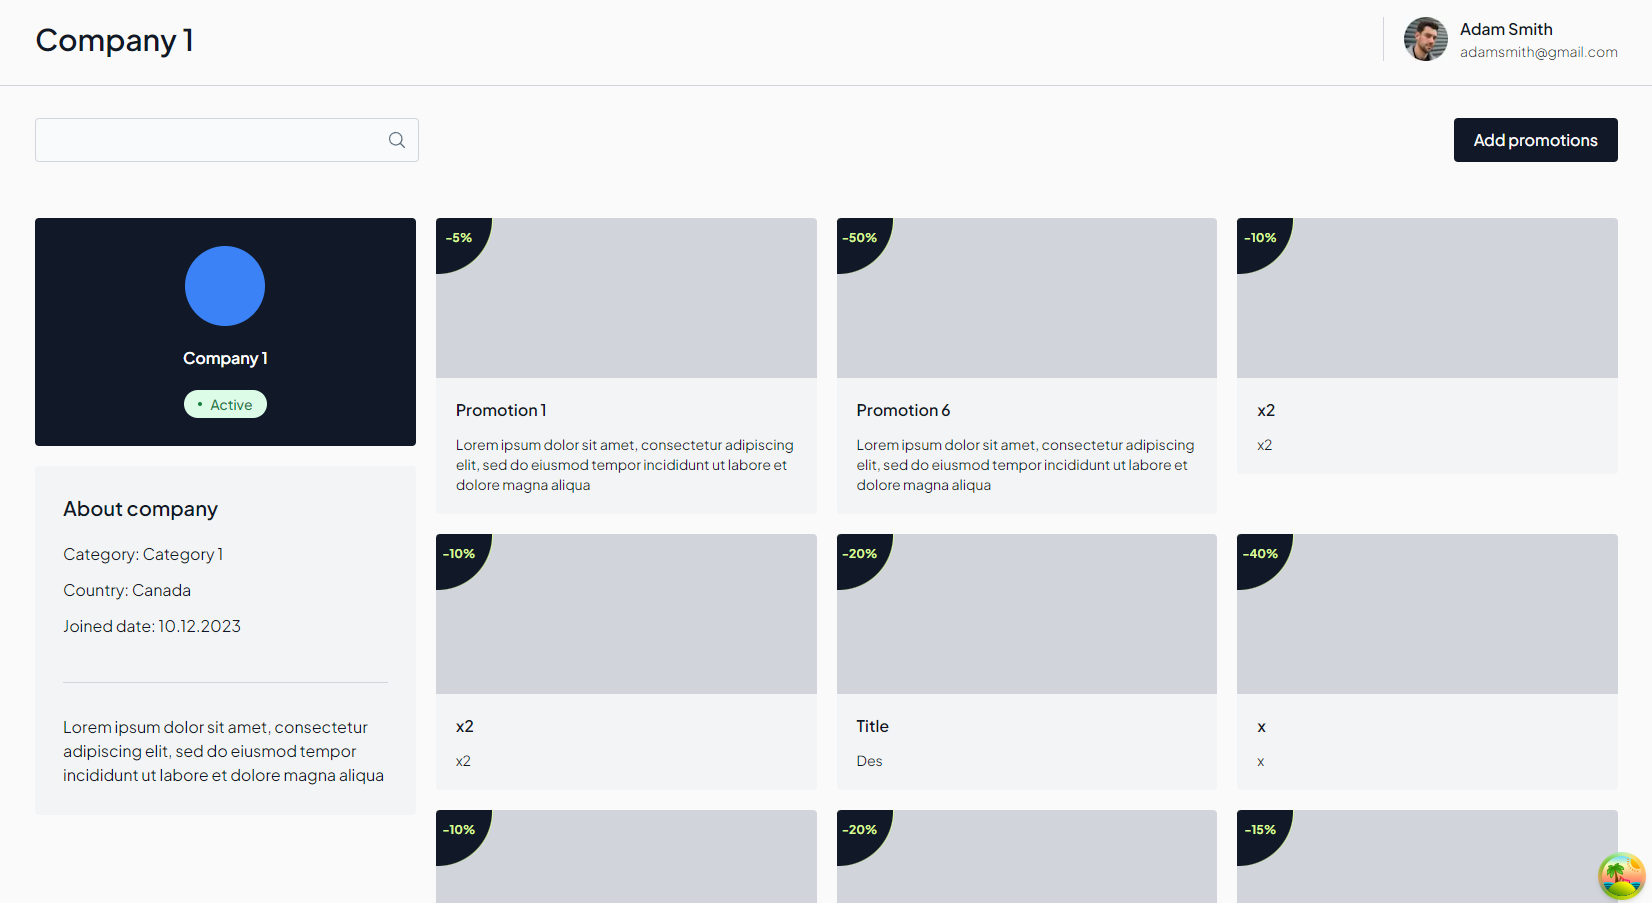 Company 1
Adam Smith
adamsmith@gmail.com
Add promotions
Company 1
• Active
About company
Category: Category 1
Country: Canada
Joined date: 10.12.2023
Lorem ipsum dolor sit amet, consectetur
adipiscing elit, sed do eiusmod tempor
incididunt ut labore et dolore magna aliqua
-5%
Promotion 1
Lorem ipsum dolor sit amet, consectetur adipiscing
elit, sed do eiusmod tempor incididunt ut labore et
dolore magna aliqua
-50%
Promotion 6
Lorem ipsum dolor sit amet, consectetur adipiscing
elit, sed do eiusmod tempor incididunt ut labore et
dolore magna aliqua
-10%
x2
x2
-10%
x2
x2
-20%
Title
Des
-40%
x
x
-10%
-20%
-15%